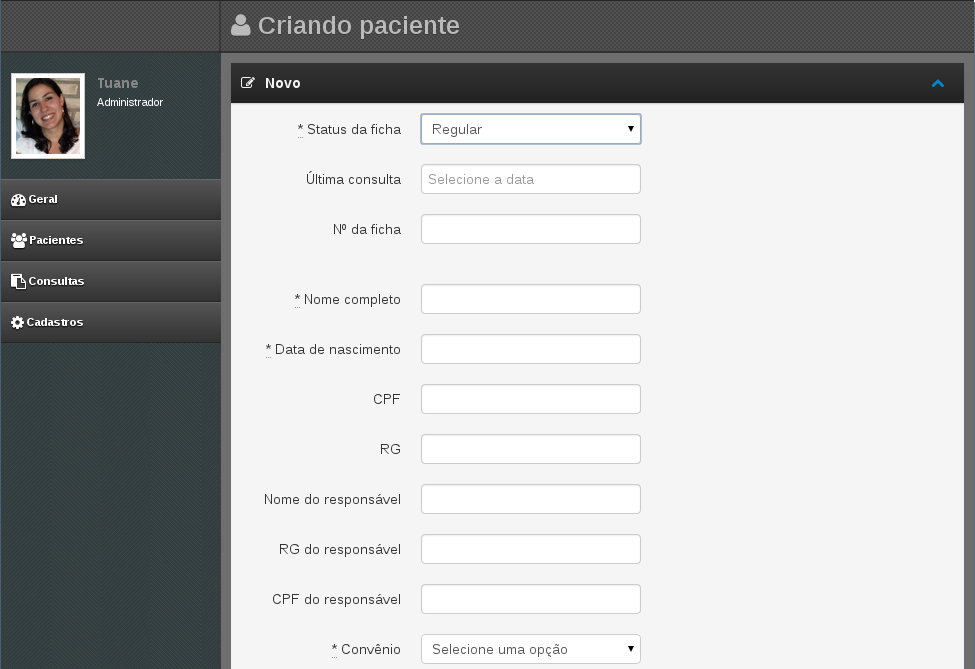 Criando paciente
Tuane
Administrador
Geral
Pacientes
Consultas
Cadastros
Novo
* Status da ficha Regular
Última consulta Selecione a data
Nº da ficha
* Nome completo
* Data de nascimento
CPF
RG
Nome do responsável
RG do responsável
CPF do responsável
* Convênio Selecione uma opção